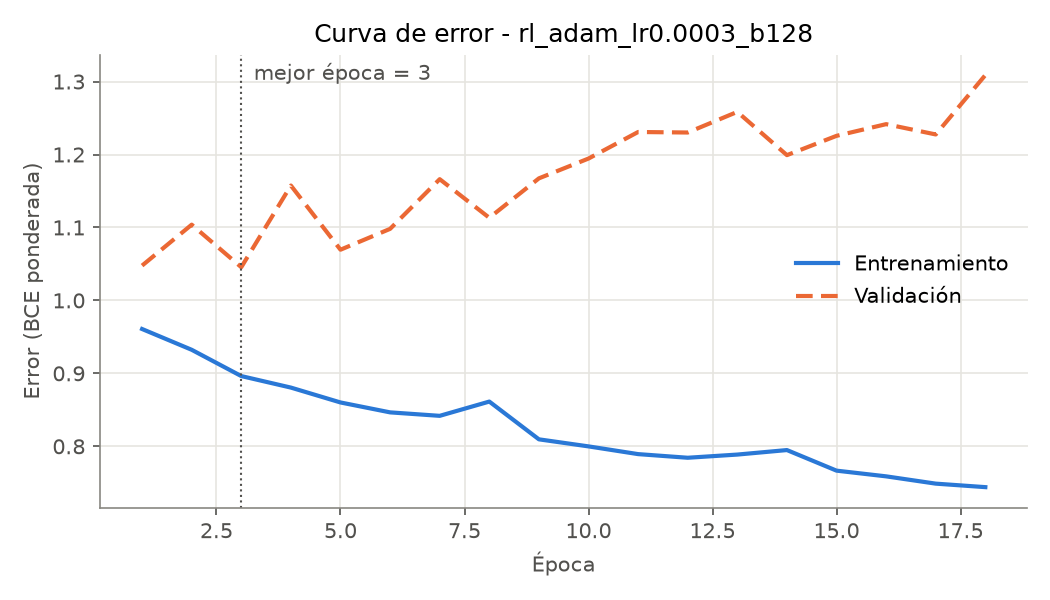 Curva de error - rl_adam_lr0.0003_b128
mejor época = 3
1.3
1.2
1.1
1.0
0.9
0.8
Error (BCE ponderada)
Entrenamiento
Validación
2.5 5.0 7.5 10.0 12.5 15.0 17.5
Época